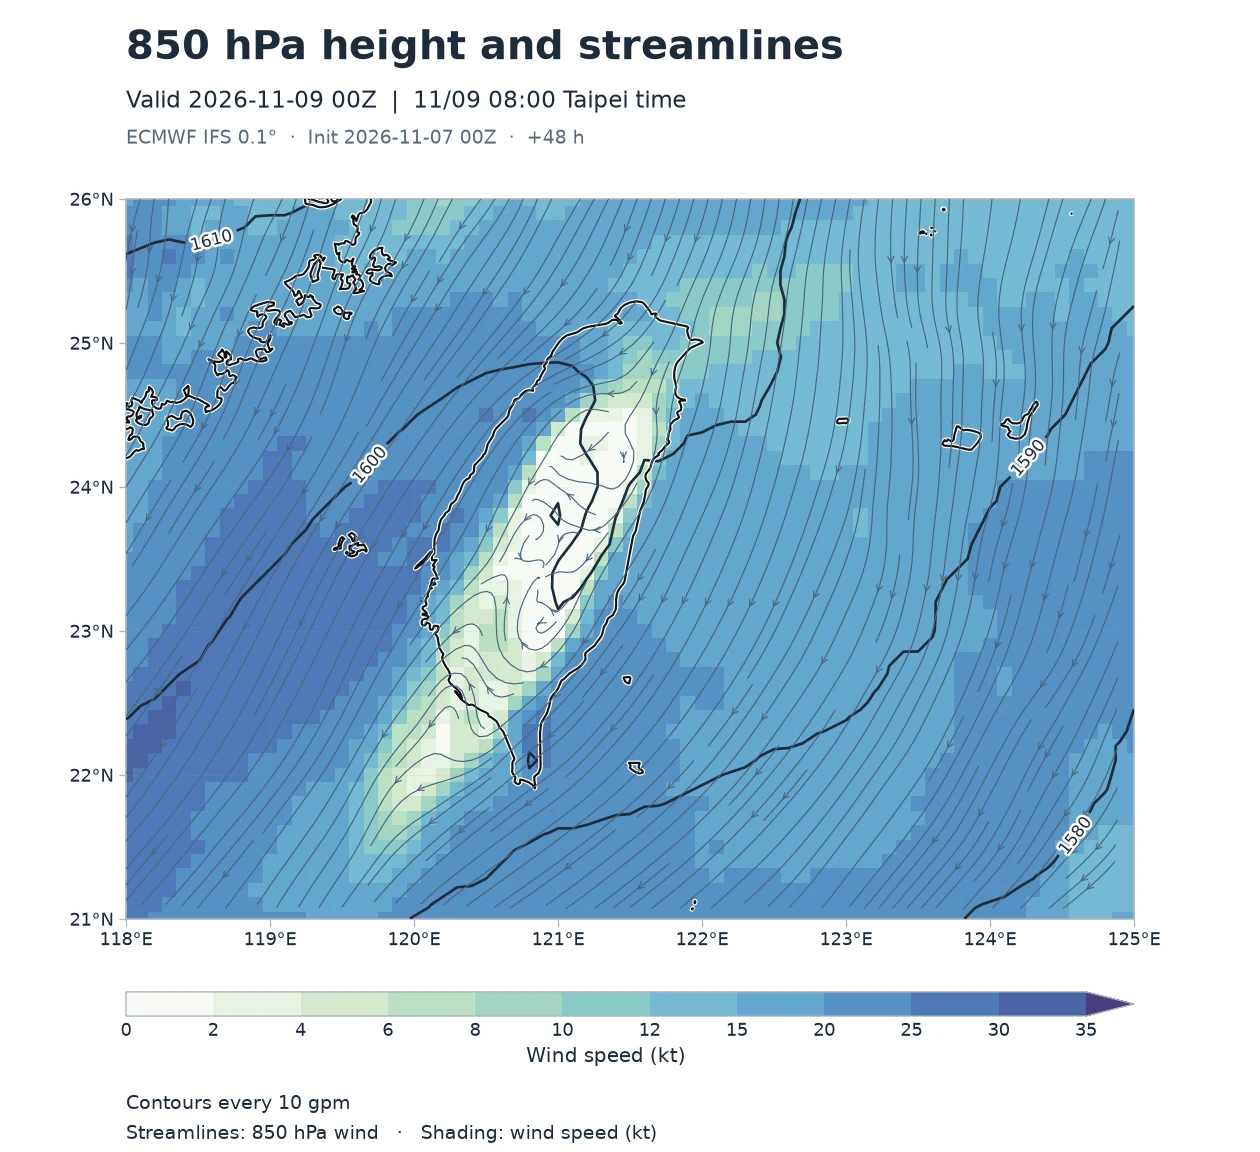 850 hPa height and streamlines
Valid 2026-11-09 00Z | 11/09 08:00 Taipei time
ECMWF IFS 0.1° · Init 2026-11-07 00Z · +48 h
26°N
1610
25°N
1600
1590
24°N
23°N
22°N
1580
21°N
118°E 119°E 120°E 121°E 122°E 123°E 124°E 125°E
0 2 4 6 8 10 12 15 20 25 30 35
Wind speed (kt)
Contours every 10 gpm
Streamlines: 850 hPa wind · Shading: wind speed (kt)